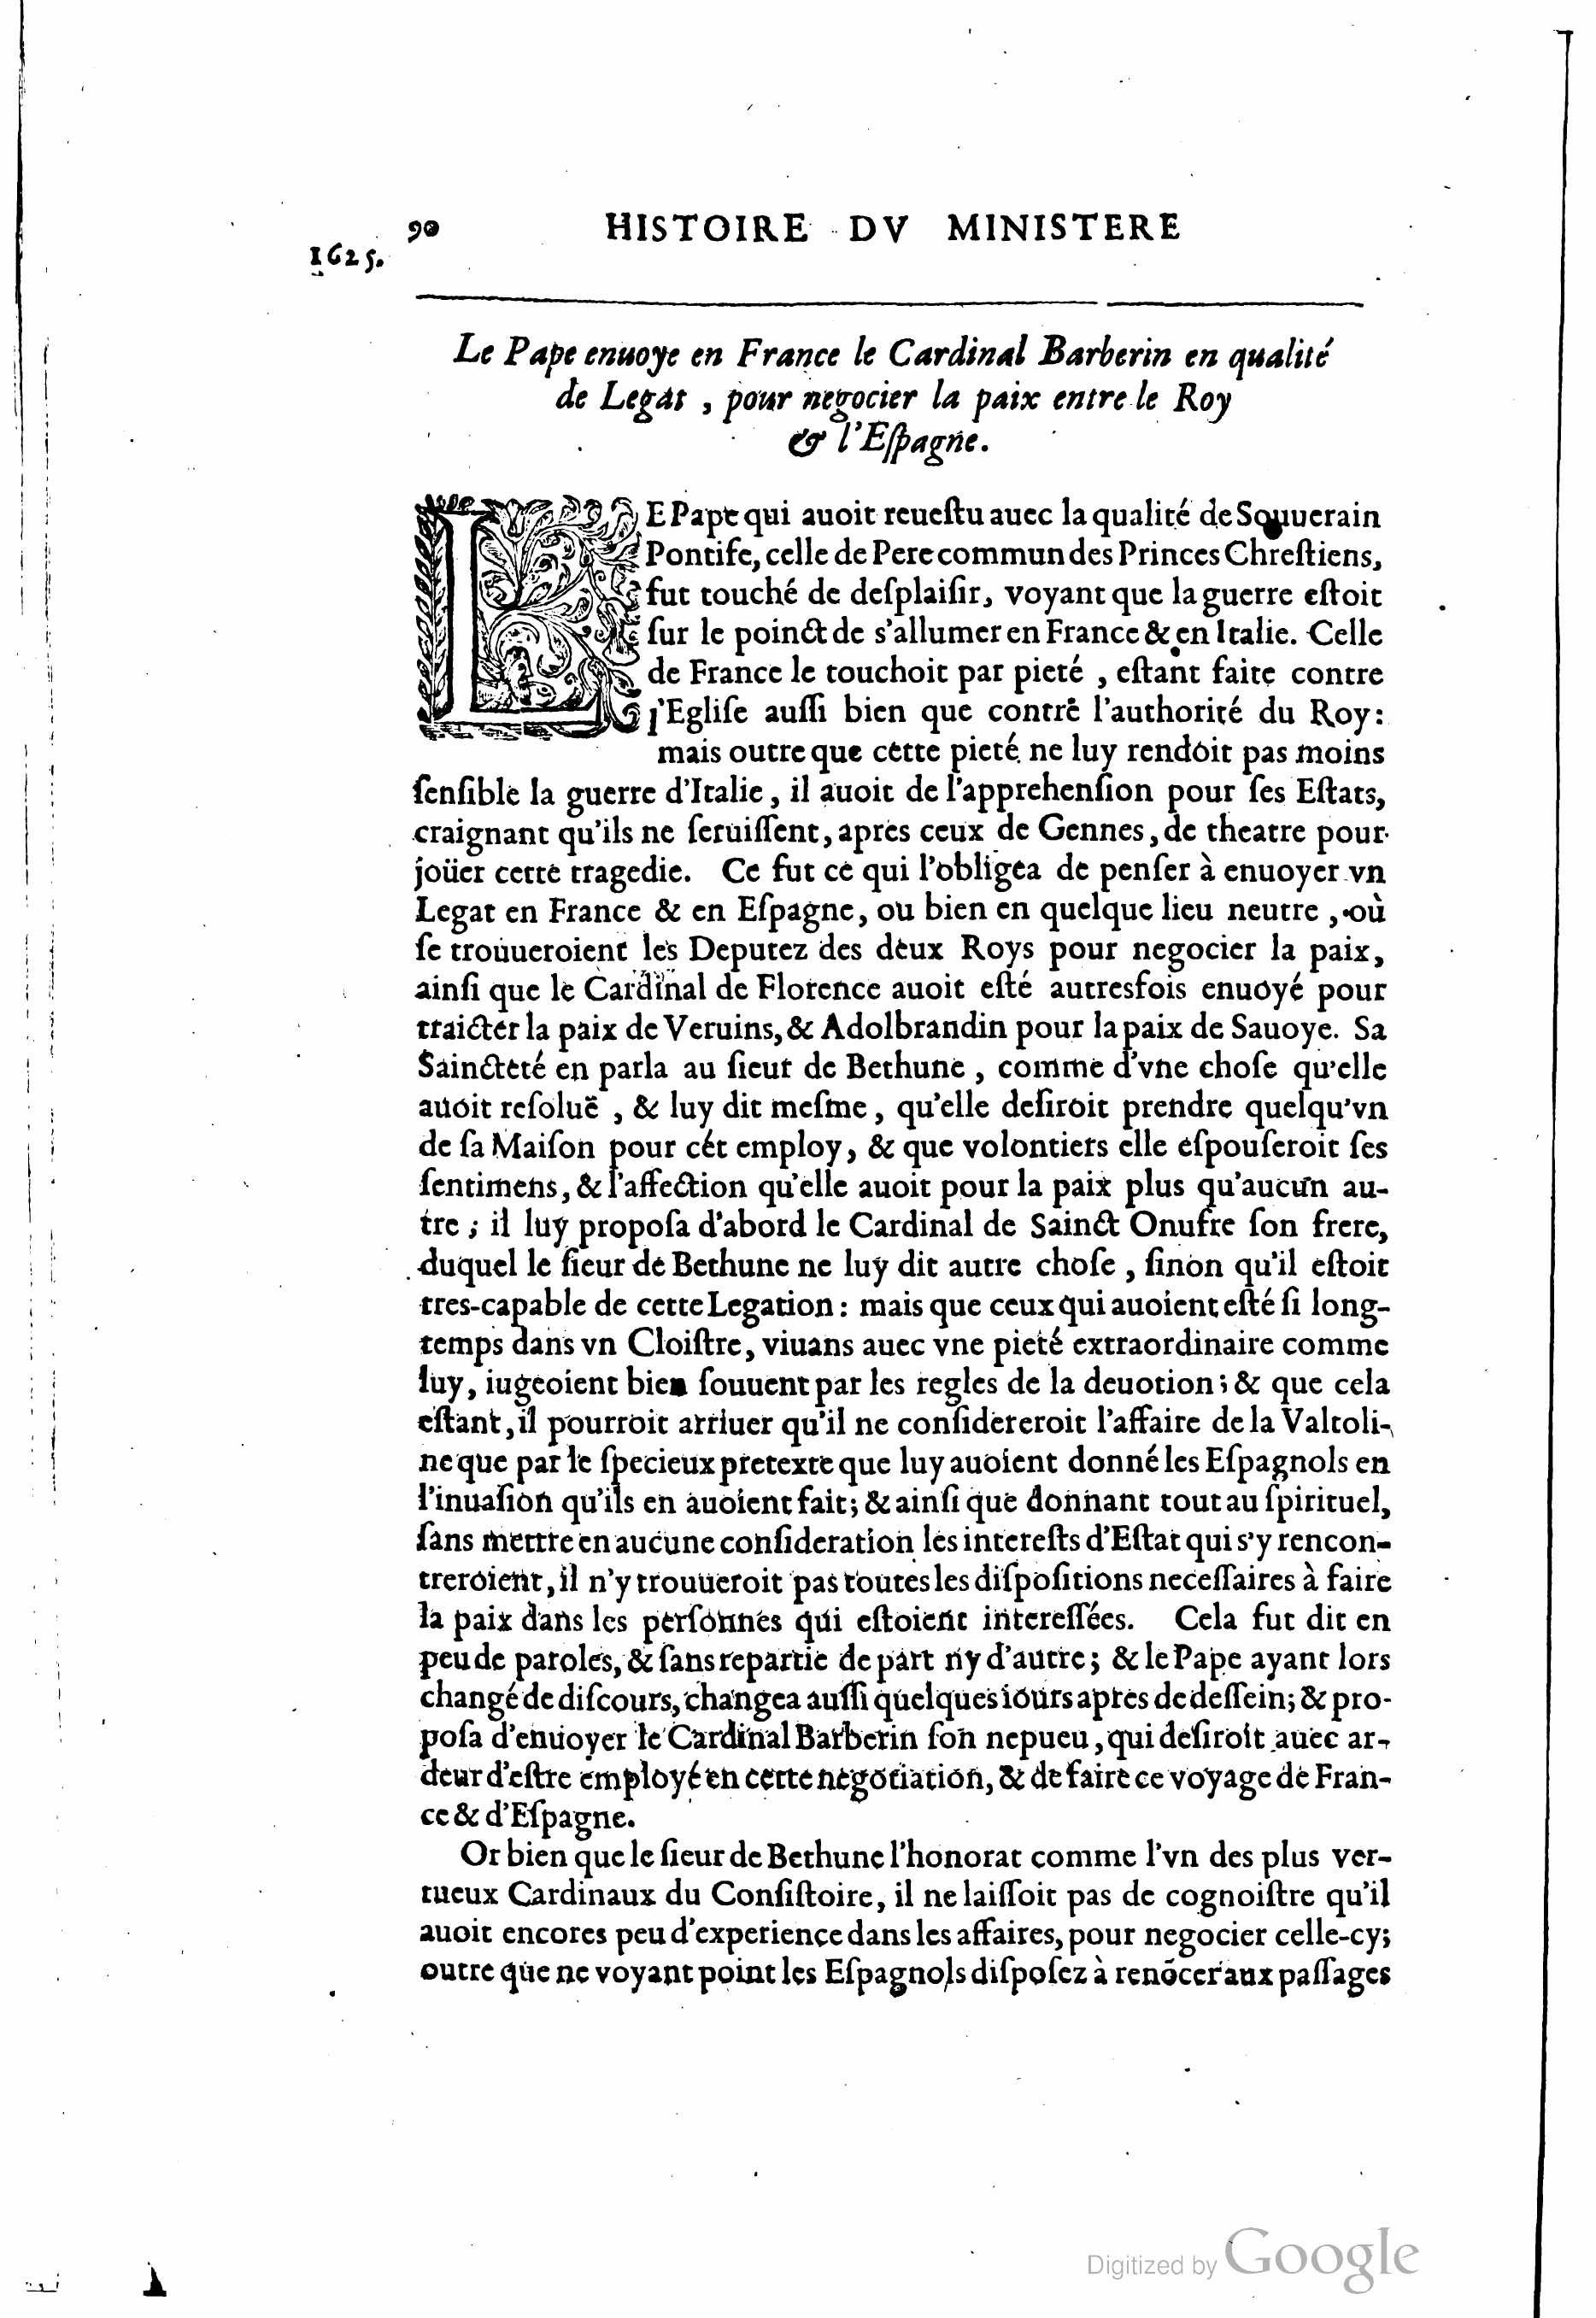 90 HISTOIRE DV MINISTERE
1625.
Le Pape enuoye en France le Cardinal Barberin en qualité
de Legat , pour negocier la paix entre le Roy
& l'Eſpagne.
LE Pape qui auoit reueſtu auec la qualité de Souuerain
Pontife, celle de Pere commun des Princes Chreſtiens,
fut touché de deſplaiſir, voyant que la guerre eſtoit
ſur le poinct de s'allumer en France & en Italie. Celle
de France le touchoit par pieté , eſtant faite contre
l'Egliſe auſſi bien que contre l'authorité du Roy:
mais outre que cette pieté ne luy rendoit pas moins
ſenſible la guerre d'Italie, il auoit de l'apprehenſion pour ſes Eſtats,
craignant qu'ils ne ſeruiſſent, apres ceux de Gennes, de theatre pour
joüer cette tragedie. Ce fut ce qui l'obligea de penſer à enuoyer vn
Legat en France & en Eſpagne, ou bien en quelque lieu neutre , où
ſe trouueroient les Deputez des deux Roys pour negocier la paix,
ainſi que le Cardinal de Florence auoit eſté autresfois enuoyé pour
traicter la paix de Veruins, & Adolbrandin pour la paix de Sauoye. Sa
Saincteté en parla au ſieur de Bethune , comme d'vne choſe qu'elle
auoit reſoluë , & luy dit meſme, qu'elle deſiroit prendre quelqu'vn
de ſa Maiſon pour cét employ, & que volontiers elle eſpouſeroit ſes
ſentimens, & l'affection qu'elle auoit pour la paix plus qu'aucun au-
tre ; il luy propoſa d'abord le Cardinal de Sainct Onufre ſon frere,
duquel le ſieur de Bethune ne luy dit autre choſe , ſinon qu'il eſtoit
tres-capable de cette Legation : mais que ceux qui auoient eſté ſi long-
temps dans vn Cloiſtre, viuans auec vne pieté extraordinaire comme
luy, iugeoient bien ſouuent par les regles de la deuotion; & que cela
eſtant, il pourroit arriuer qu'il ne conſidereroit l'affaire de la Valtoli-
ne que par le ſpecieux pretexte que luy auoient donné les Eſpagnols en
l'inuaſion qu'ils en auoient fait; & ainſi que donnant tout au ſpirituel,
ſans mettre en aucune conſideration les intereſts d'Eſtat qui s'y rencon-
treroient, il n'y trouueroit pas toutes les diſpoſitions neceſſaires à faire
la paix dans les perſonnes qui eſtoient intereſſées. Cela fut dit en
peu de paroles, & ſans repartie de part ny d'autre; & le Pape ayant lors
changé de diſcours, changea auſſi quelques iours apres de deſſein; & pro-
poſa d'enuoyer le Cardinal Barberin ſon nepueu, qui deſiroit auec ar-
deur d'eſtre employé en cette negotiation, & de faire ce voyage de Fran-
ce & d'Eſpagne.
Or bien que le ſieur de Bethune l'honorat comme l'vn des plus ver-
tueux Cardinaux du Conſiſtoire, il ne laiſſoit pas de cognoiſtre qu'il
auoit encores peu d'experience dans les affaires, pour negocier celle-cy;
outre que ne voyant point les Eſpagnols diſpoſez à renõcer aux paſſages
Digitized by Google